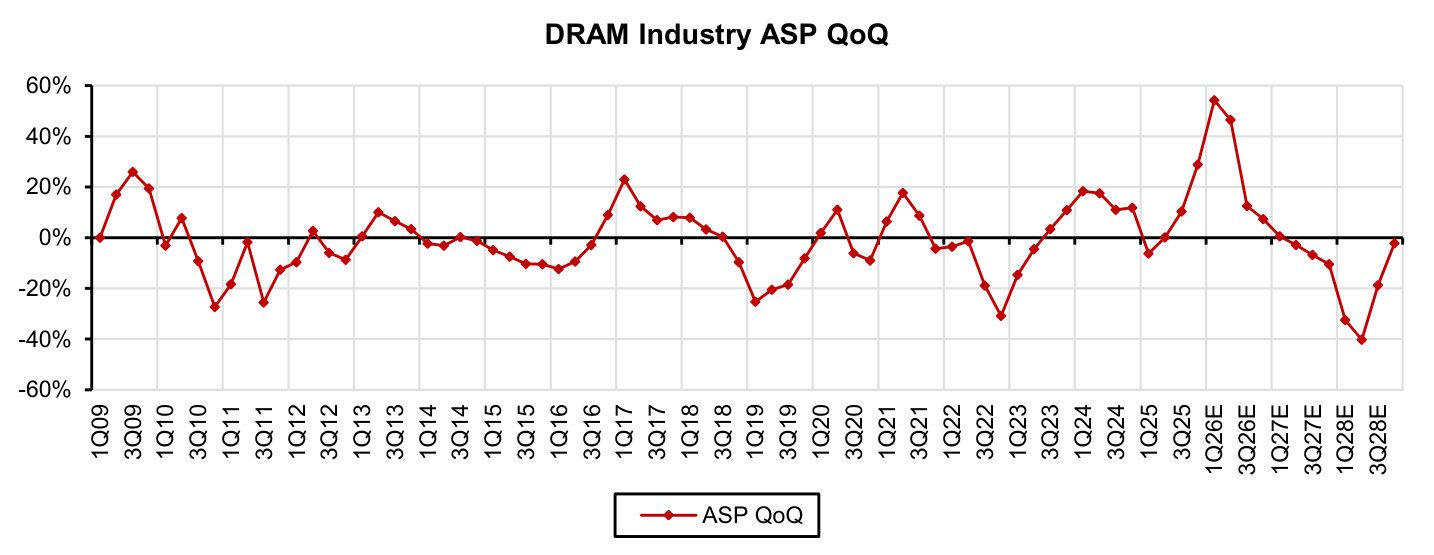 DRAM Industry ASP QoQ
60%
40%
20%
0%
-20%
-40%
-60%
1Q09
3Q09
1Q10
3Q10
1Q11
3Q11
1Q12
3Q12
1Q13
3Q13
1Q14
3Q14
1Q15
3Q15
1Q16
3Q16
1Q17
3Q17
1Q18
3Q18
1Q19
3Q19
1Q20
3Q20
1Q21
3Q21
1Q22
3Q22
1Q23
3Q23
1Q24
3Q24
1Q25
3Q25
1Q26E
3Q26E
1Q27E
3Q27E
1Q28E
3Q28E
ASP QoQ